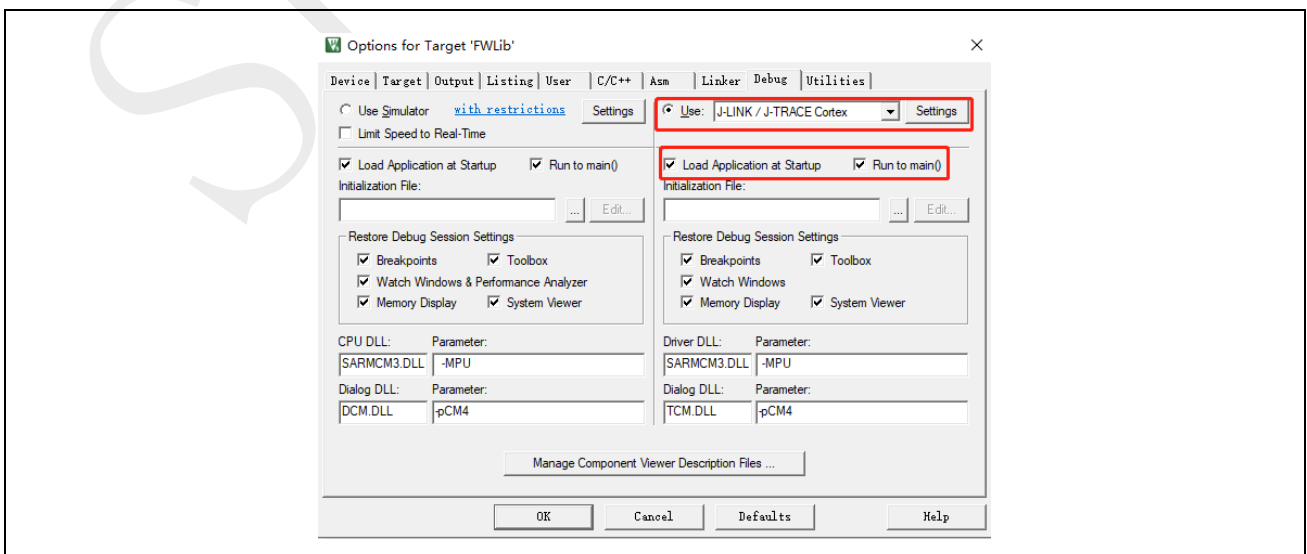 Options for Target 'FWLib'
Device Target Output Listing User C/C++ Asm Linker Debug Utilities
Use Simulator with restrictions Settings Use: J-LINK / J-TRACE Cortex Settings
Limit Speed to Real-Time
Load Application at Startup Run to main() Load Application at Startup Run to main()
Initialization File: Initialization File:
... Edit... ... Edit...
Restore Debug Session Settings Restore Debug Session Settings
Breakpoints Toolbox Breakpoints Toolbox
Watch Windows & Performance Analyzer Watch Windows
Memory Display System Viewer Memory Display System Viewer
CPU DLL: Parameter: Driver DLL: Parameter:
SARMCM3.DLL -MPU SARMCM3.DLL -MPU
Dialog DLL: Parameter: Dialog DLL: Parameter:
DCM.DLL -pCM4 TCM.DLL -pCM4
Manage Component Viewer Description Files ...
OK Cancel Defaults Help